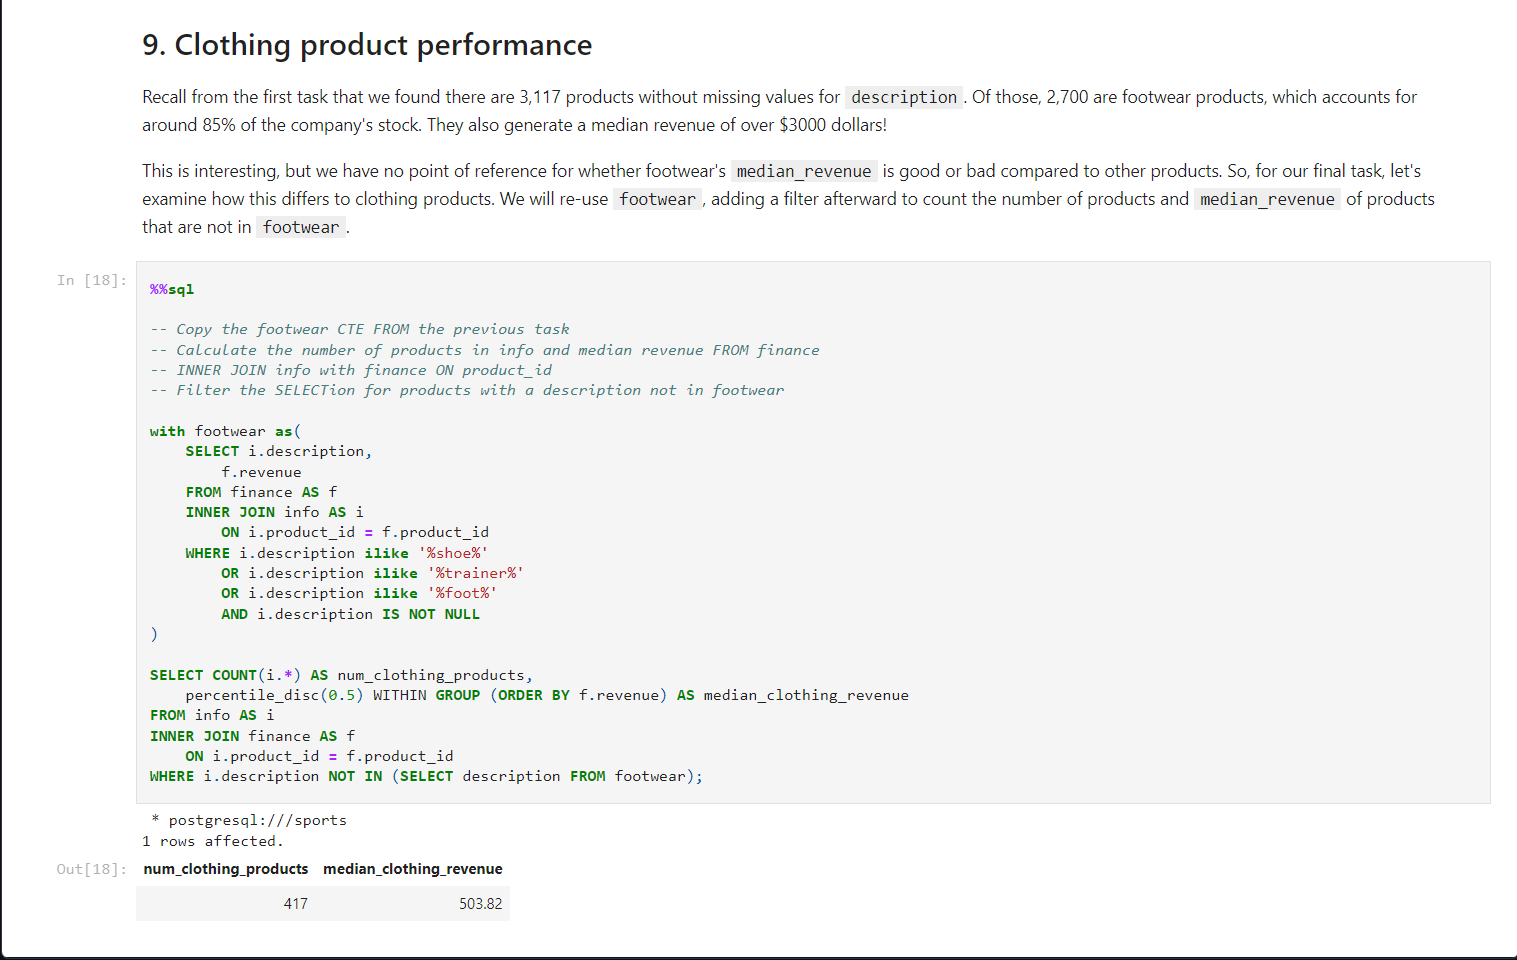 9. Clothing product performance
Recall from the first task that we found there are 3,117 products without missing values for description . Of those, 2,700 are footwear products, which accounts for
around 85% of the company's stock. They also generate a median revenue of over $3000 dollars!
This is interesting, but we have no point of reference for whether footwear's median_revenue is good or bad compared to other products. So, for our final task, let's
examine how this differs to clothing products. We will re-use footwear , adding a filter afterward to count the number of products and median_revenue of products
that are not in footwear .
In [18]:
%%sql
-- Copy the footwear CTE FROM the previous task
-- Calculate the number of products in info and median revenue FROM finance
-- INNER JOIN info with finance ON product_id
-- Filter the SELECTion for products with a description not in footwear
with footwear as(
SELECT i.description,
f.revenue
FROM finance AS f
INNER JOIN info AS i
ON i.product_id = f.product_id
WHERE i.description ilike '%shoe%'
OR i.description ilike '%trainer%'
OR i.description ilike '%foot%'
AND i.description IS NOT NULL
)
SELECT COUNT(i.*) AS num_clothing_products,
percentile_disc(0.5) WITHIN GROUP (ORDER BY f.revenue) AS median_clothing_revenue
FROM info AS i
INNER JOIN finance AS f
ON i.product_id = f.product_id
WHERE i.description NOT IN (SELECT description FROM footwear);
* postgresql:///sports
1 rows affected.
Out[18]: num_clothing_products median_clothing_revenue
417 503.82